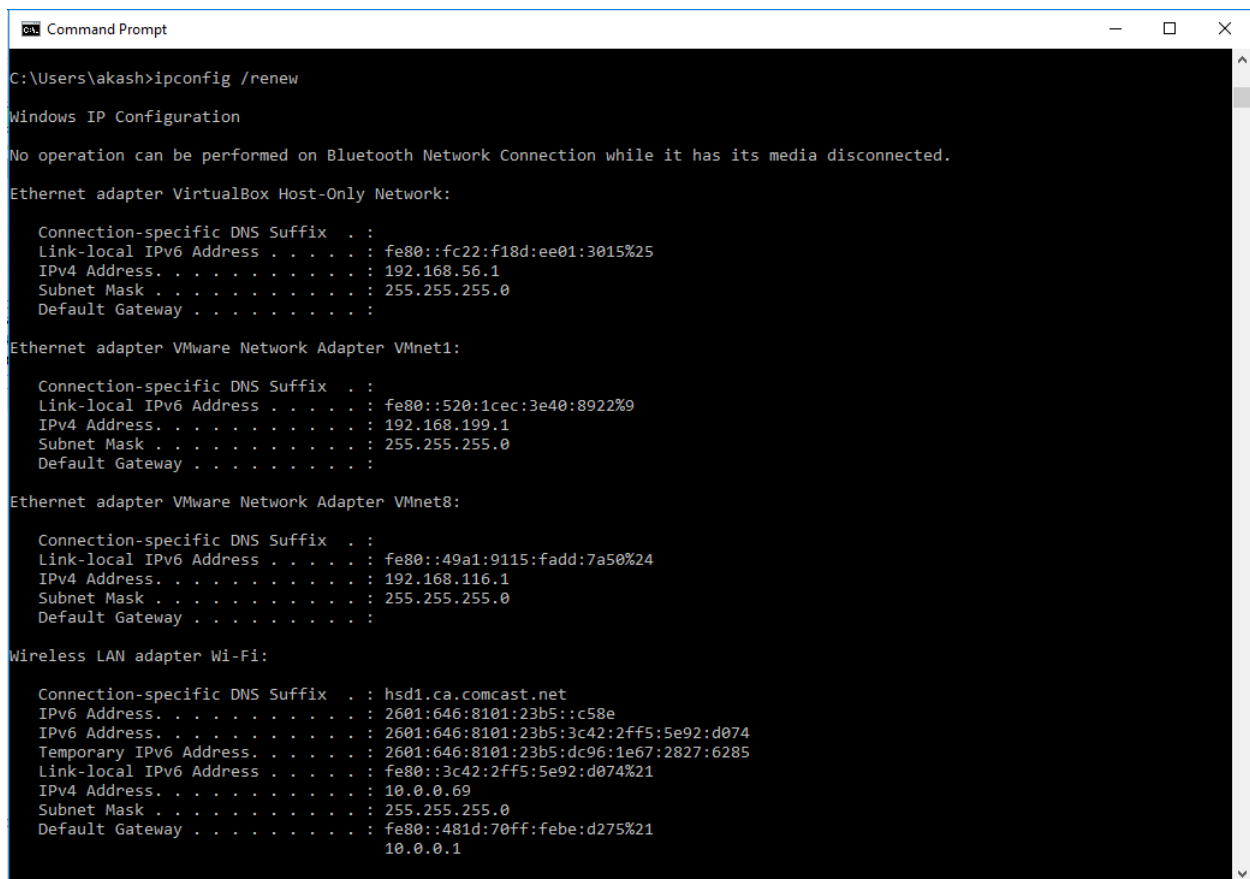 Command Prompt
C:\Users\akash>ipconfig /renew
Windows IP Configuration
No operation can be performed on Bluetooth Network Connection while it has its media disconnected.
Ethernet adapter VirtualBox Host-Only Network:
   Connection-specific DNS Suffix  . :
   Link-local IPv6 Address . . . . . : fe80::fc22:f18d:ee01:3015%25
   IPv4 Address. . . . . . . . . . . : 192.168.56.1
   Subnet Mask . . . . . . . . . . . : 255.255.255.0
   Default Gateway . . . . . . . . . :
Ethernet adapter VMware Network Adapter VMnet1:
   Connection-specific DNS Suffix  . :
   Link-local IPv6 Address . . . . . : fe80::520:1cec:3e40:8922%9
   IPv4 Address. . . . . . . . . . . : 192.168.199.1
   Subnet Mask . . . . . . . . . . . : 255.255.255.0
   Default Gateway . . . . . . . . . :
Ethernet adapter VMware Network Adapter VMnet8:
   Connection-specific DNS Suffix  . :
   Link-local IPv6 Address . . . . . : fe80::49a1:9115:fadd:7a50%24
   IPv4 Address. . . . . . . . . . . : 192.168.116.1
   Subnet Mask . . . . . . . . . . . : 255.255.255.0
   Default Gateway . . . . . . . . . :
Wireless LAN adapter Wi-Fi:
   Connection-specific DNS Suffix  . : hsd1.ca.comcast.net
   IPv6 Address. . . . . . . . . . . : 2601:646:8101:23b5::c58e
   IPv6 Address. . . . . . . . . . . : 2601:646:8101:23b5:3c42:2ff5:5e92:d074
   Temporary IPv6 Address. . . . . . : 2601:646:8101:23b5:dc96:1e67:2827:6285
   Link-local IPv6 Address . . . . . : fe80::3c42:2ff5:5e92:d074%21
   IPv4 Address. . . . . . . . . . . : 10.0.0.69
   Subnet Mask . . . . . . . . . . . : 255.255.255.0
   Default Gateway . . . . . . . . . : fe80::481d:70ff:febe:d275%21
                                       10.0.0.1